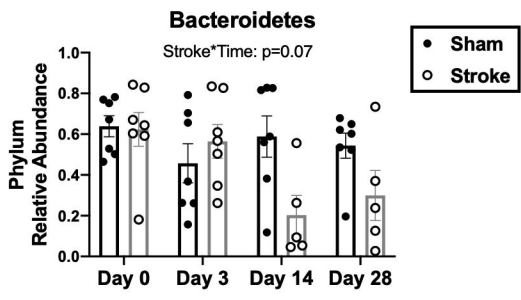 Bacteroidetes
Stroke*Time: p=0.07
Sham
Stroke
Phylum
Relative Abundance
1.0
0.8
0.6
0.4
0.2
0.0
Day 0 Day 3 Day 14 Day 28